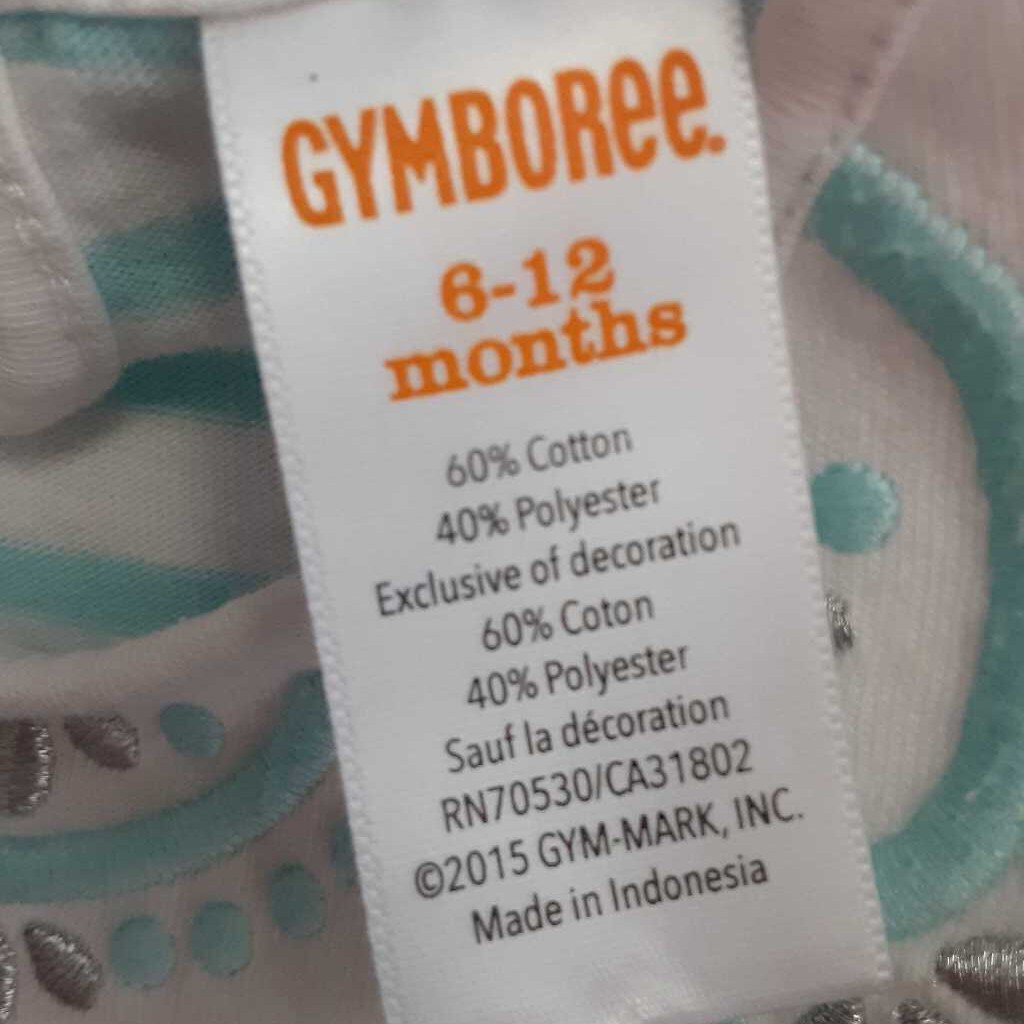 GYMBOREE.
6-12
months
60% Cotton
40% Polyester
Exclusive of decoration
60% Coton
40% Polyester
Sauf la décoration
RN70530/CA31802
©2015 GYM-MARK, INC.
Made in Indonesia